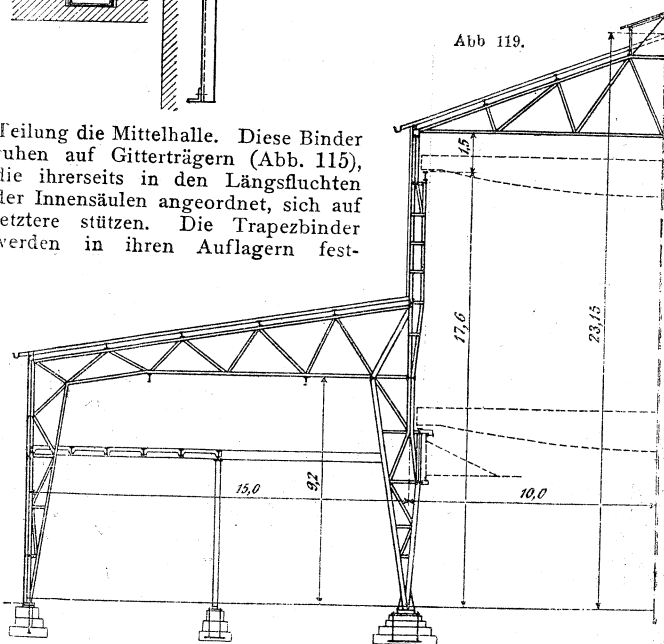 Abb 119.
Teilung die Mittelhalle. Diese Binder
ruhen auf Gitterträgern (Abb. 115),
die ihrerseits in den Längsfluchten
der Innensäulen angeordnet, sich auf
letztere stützen. Die Trapezbinder
werden in ihren Auflagern fest-
1,5
17,6
23,15
9,2
15,0
10,0